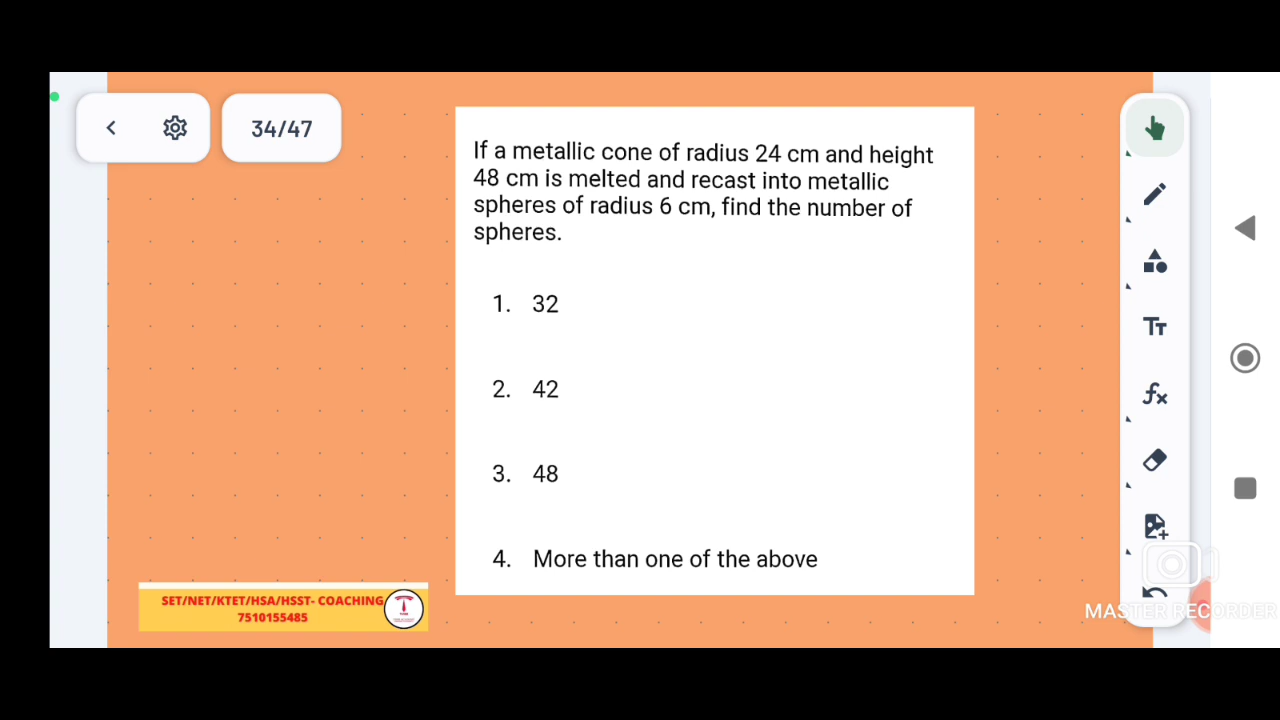 34/47
If a metallic cone of radius 24 cm and height
48 cm is melted and recast into metallic
spheres of radius 6 cm, find the number of
spheres.
1. 32
2. 42
3. 48
4. More than one of the above
SET/NET/KTET/HSA/HSST- COACHING
7510155485
Tт
fx
MASTER RECORDER